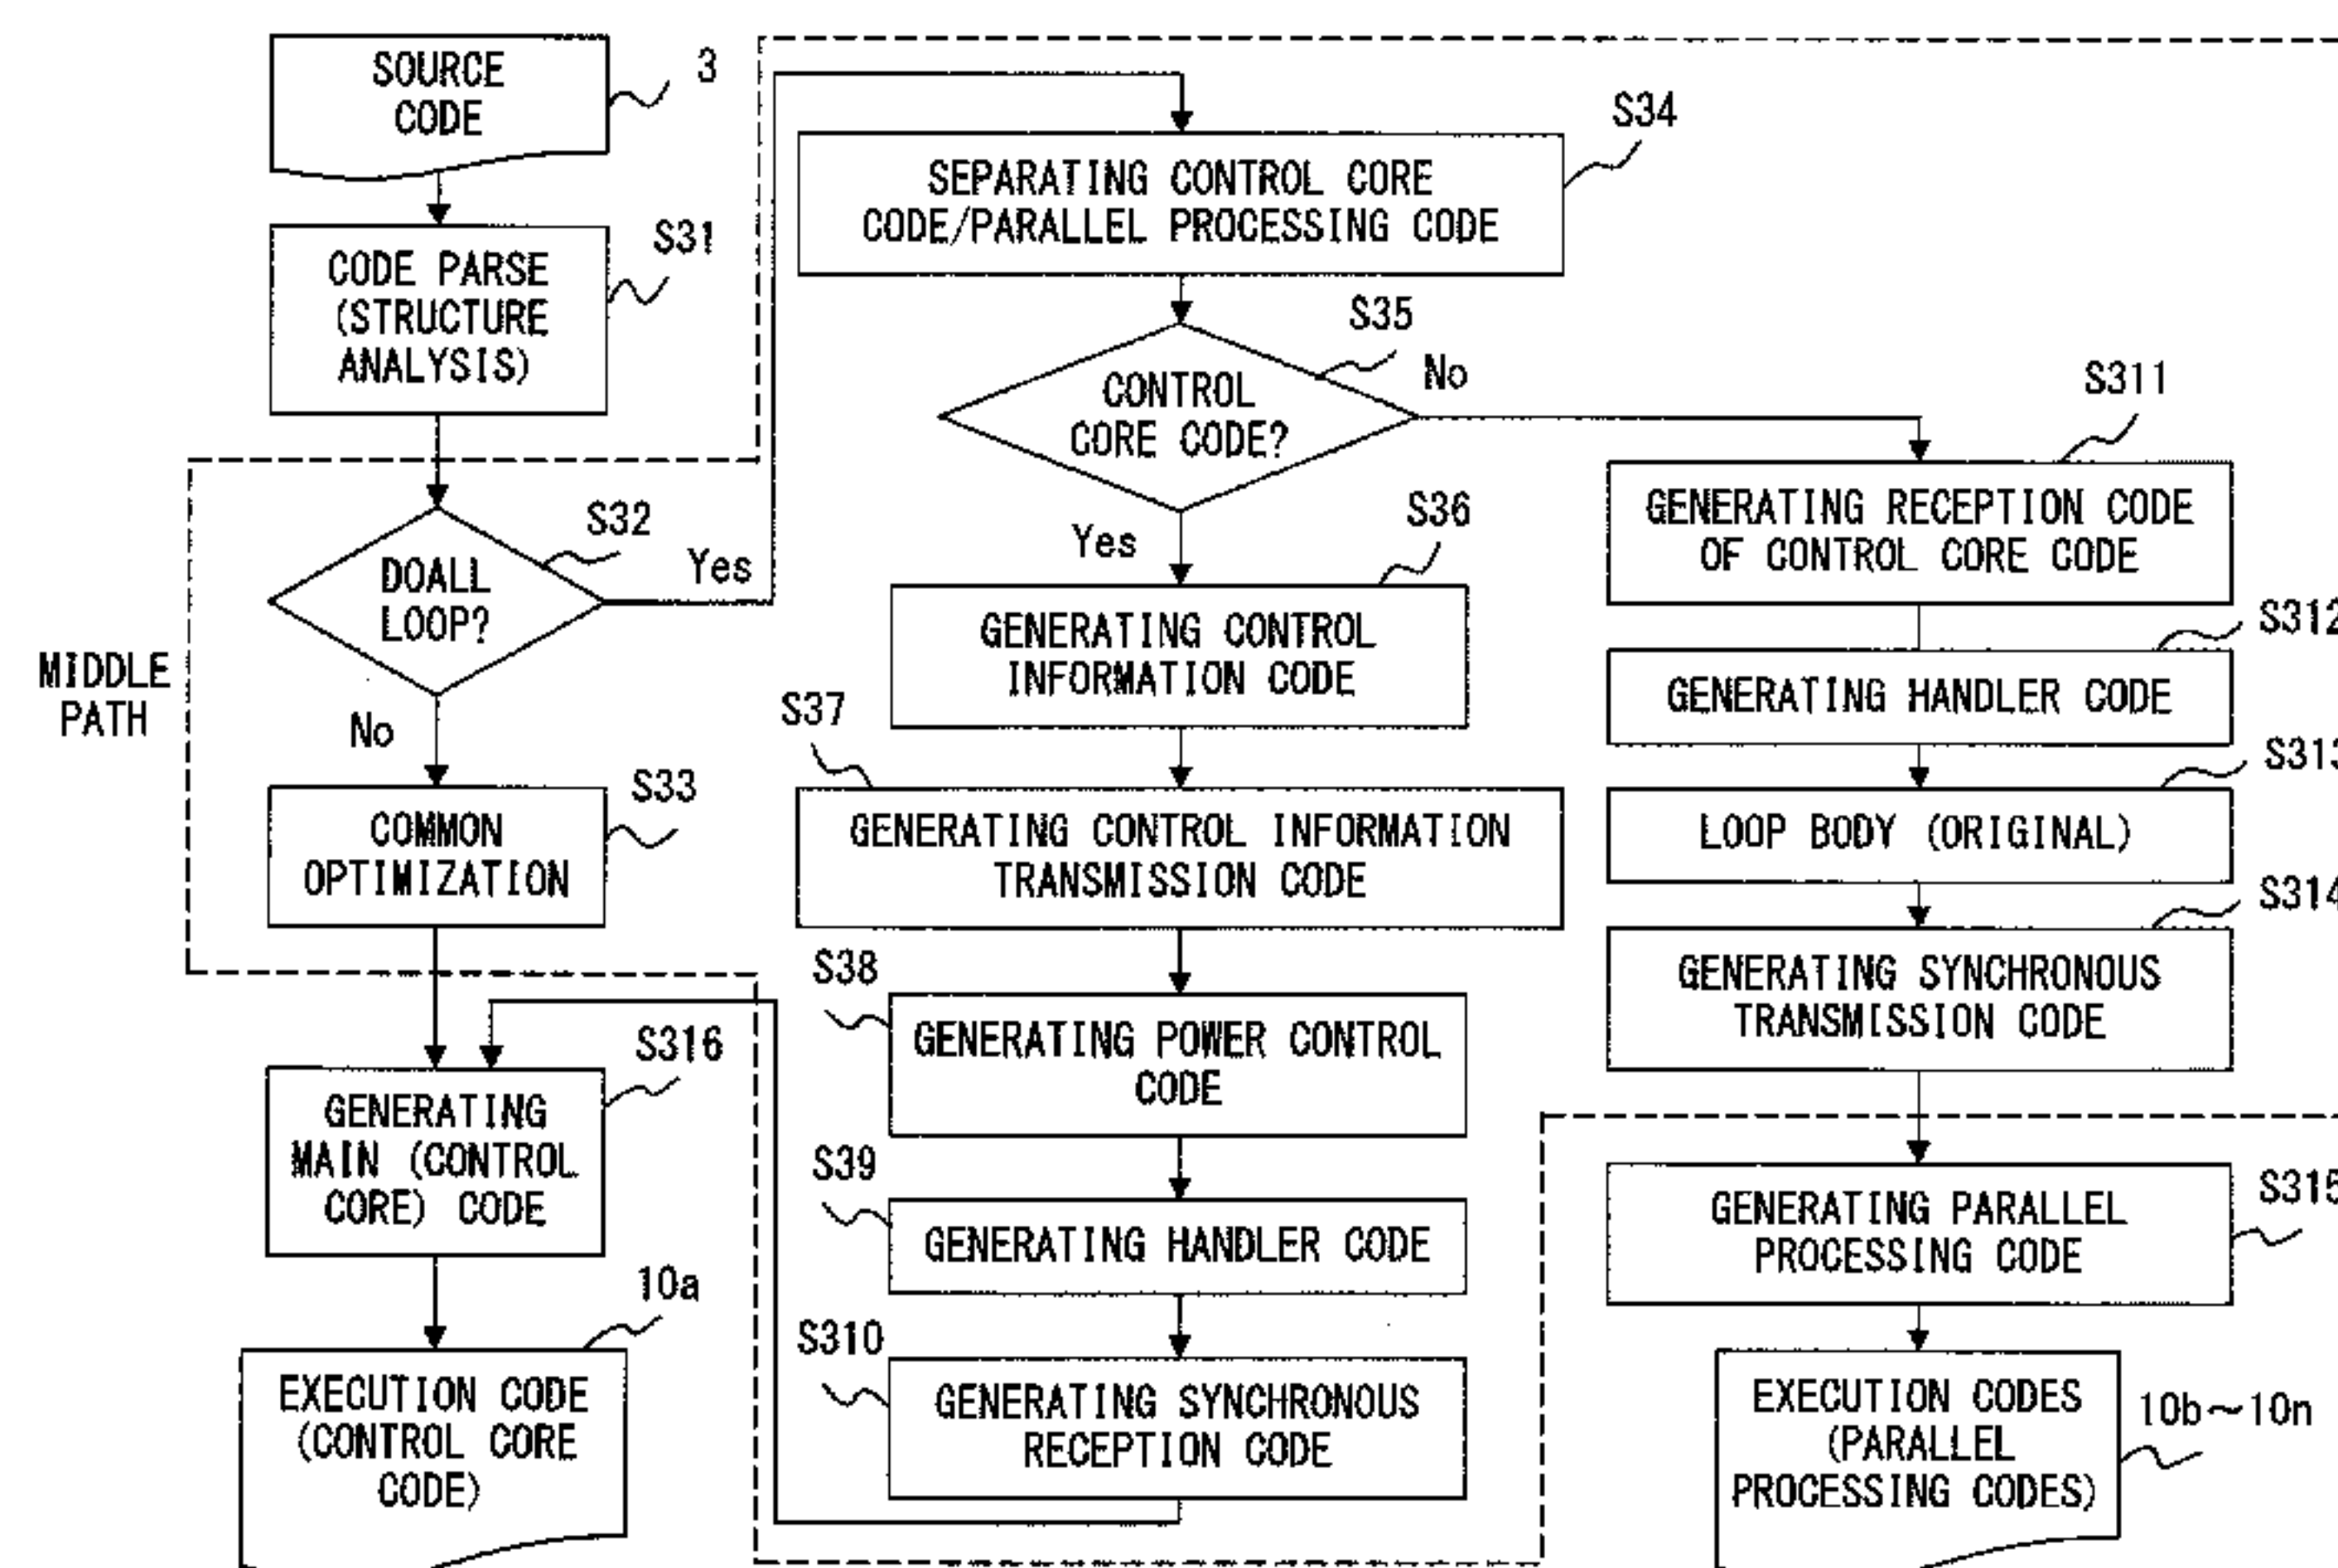 SOURCE
CODE
3
CODE PARSE
(STRUCTURE
ANALYSIS)
S31
MIDDLE
PATH
DOALL
LOOP?
S32
Yes
No
COMMON
OPTIMIZATION
S33
GENERATING
MAIN (CONTROL
CORE) CODE
S316
EXECUTION CODE
(CONTROL CORE
CODE)
10a
SEPARATING CONTROL CORE
CODE/PARALLEL PROCESSING CODE
S34
CONTROL
CORE CODE?
S35
No
Yes
GENERATING CONTROL
INFORMATION CODE
S36
GENERATING CONTROL INFORMATION
TRANSMISSION CODE
S37
GENERATING POWER CONTROL
CODE
S38
GENERATING HANDLER CODE
S39
GENERATING SYNCHRONOUS
RECEPTION CODE
S310
GENERATING RECEPTION CODE
OF CONTROL CORE CODE
S311
GENERATING HANDLER CODE
S312
LOOP BODY (ORIGINAL)
S313
GENERATING SYNCHRONOUS
TRANSMISSION CODE
S314
GENERATING PARALLEL
PROCESSING CODE
S315
EXECUTION CODES
(PARALLEL
PROCESSING CODES)
10b~10n